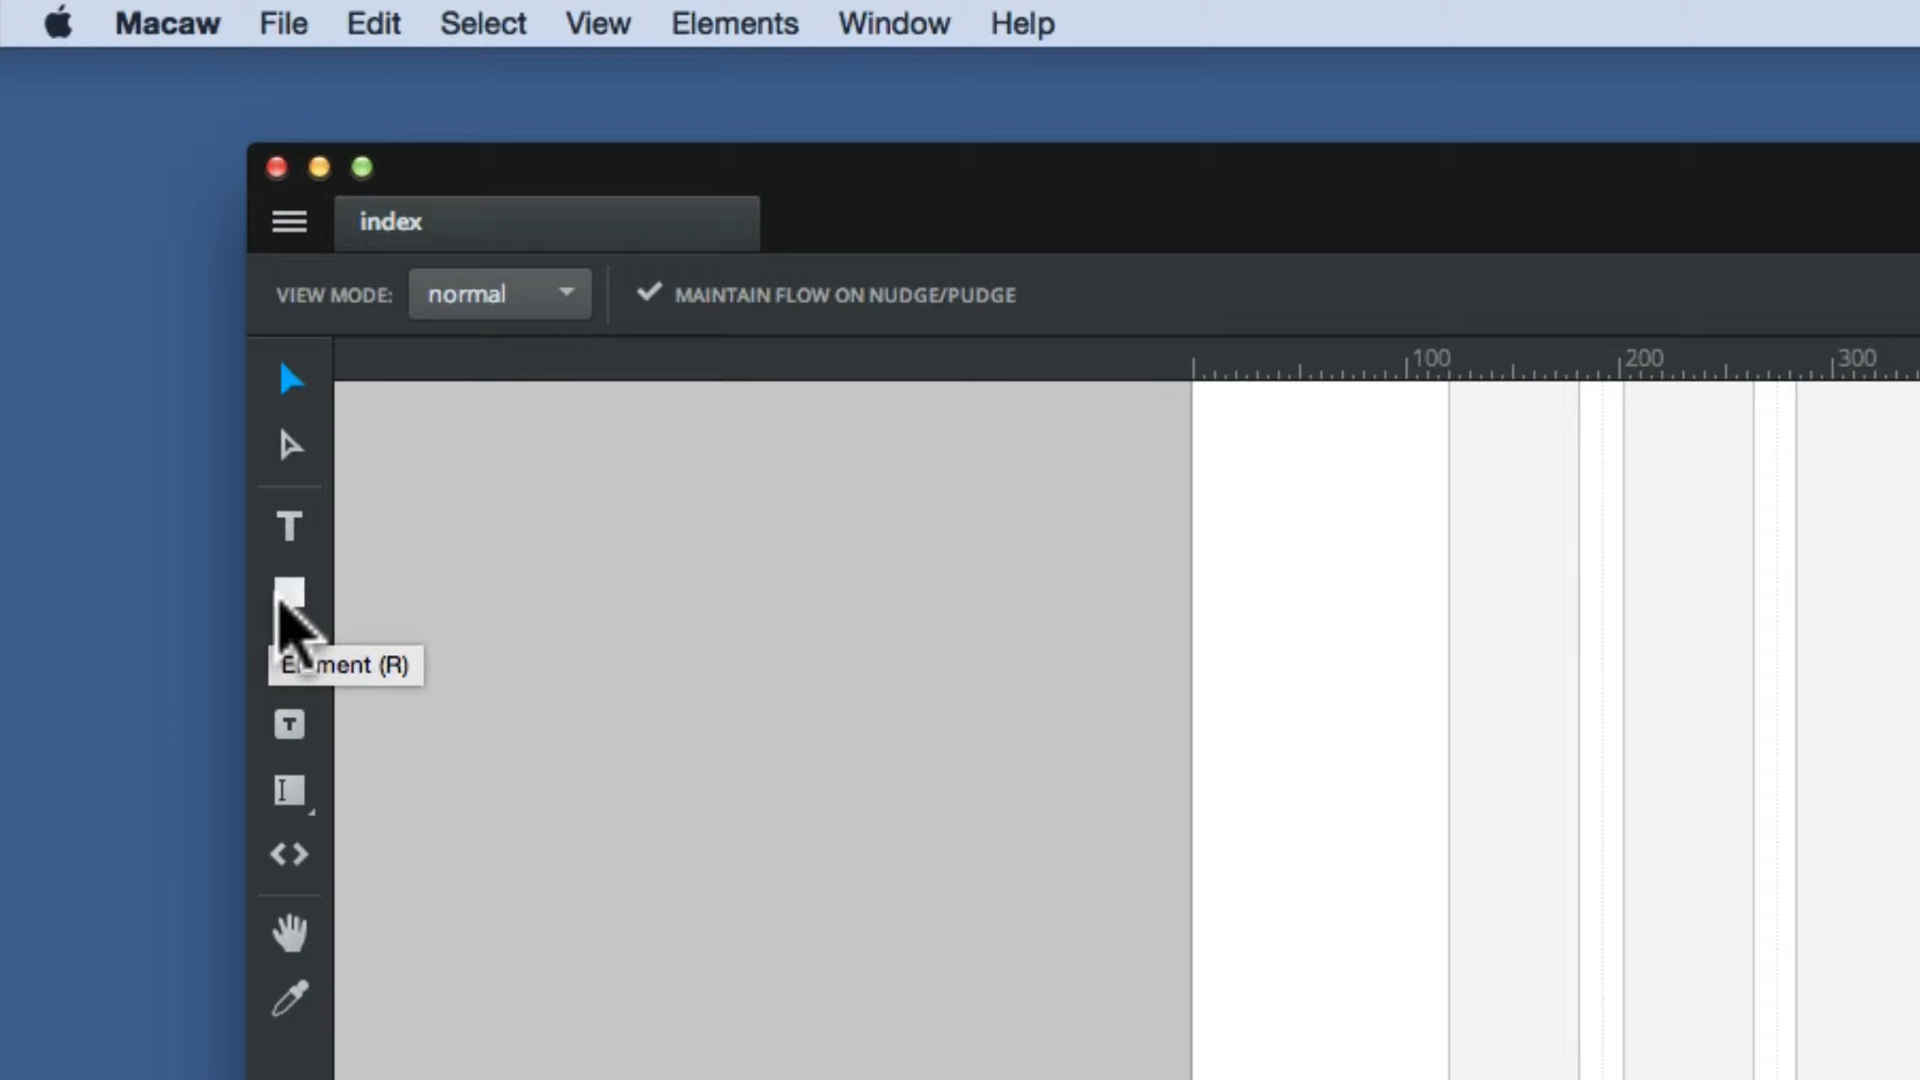 Macaw File Edit Select View Elements Window Help
index
VIEW MODE: normal MAINTAIN FLOW ON NUDGE/PUDGE
100 200 300
T
Element (R)
T